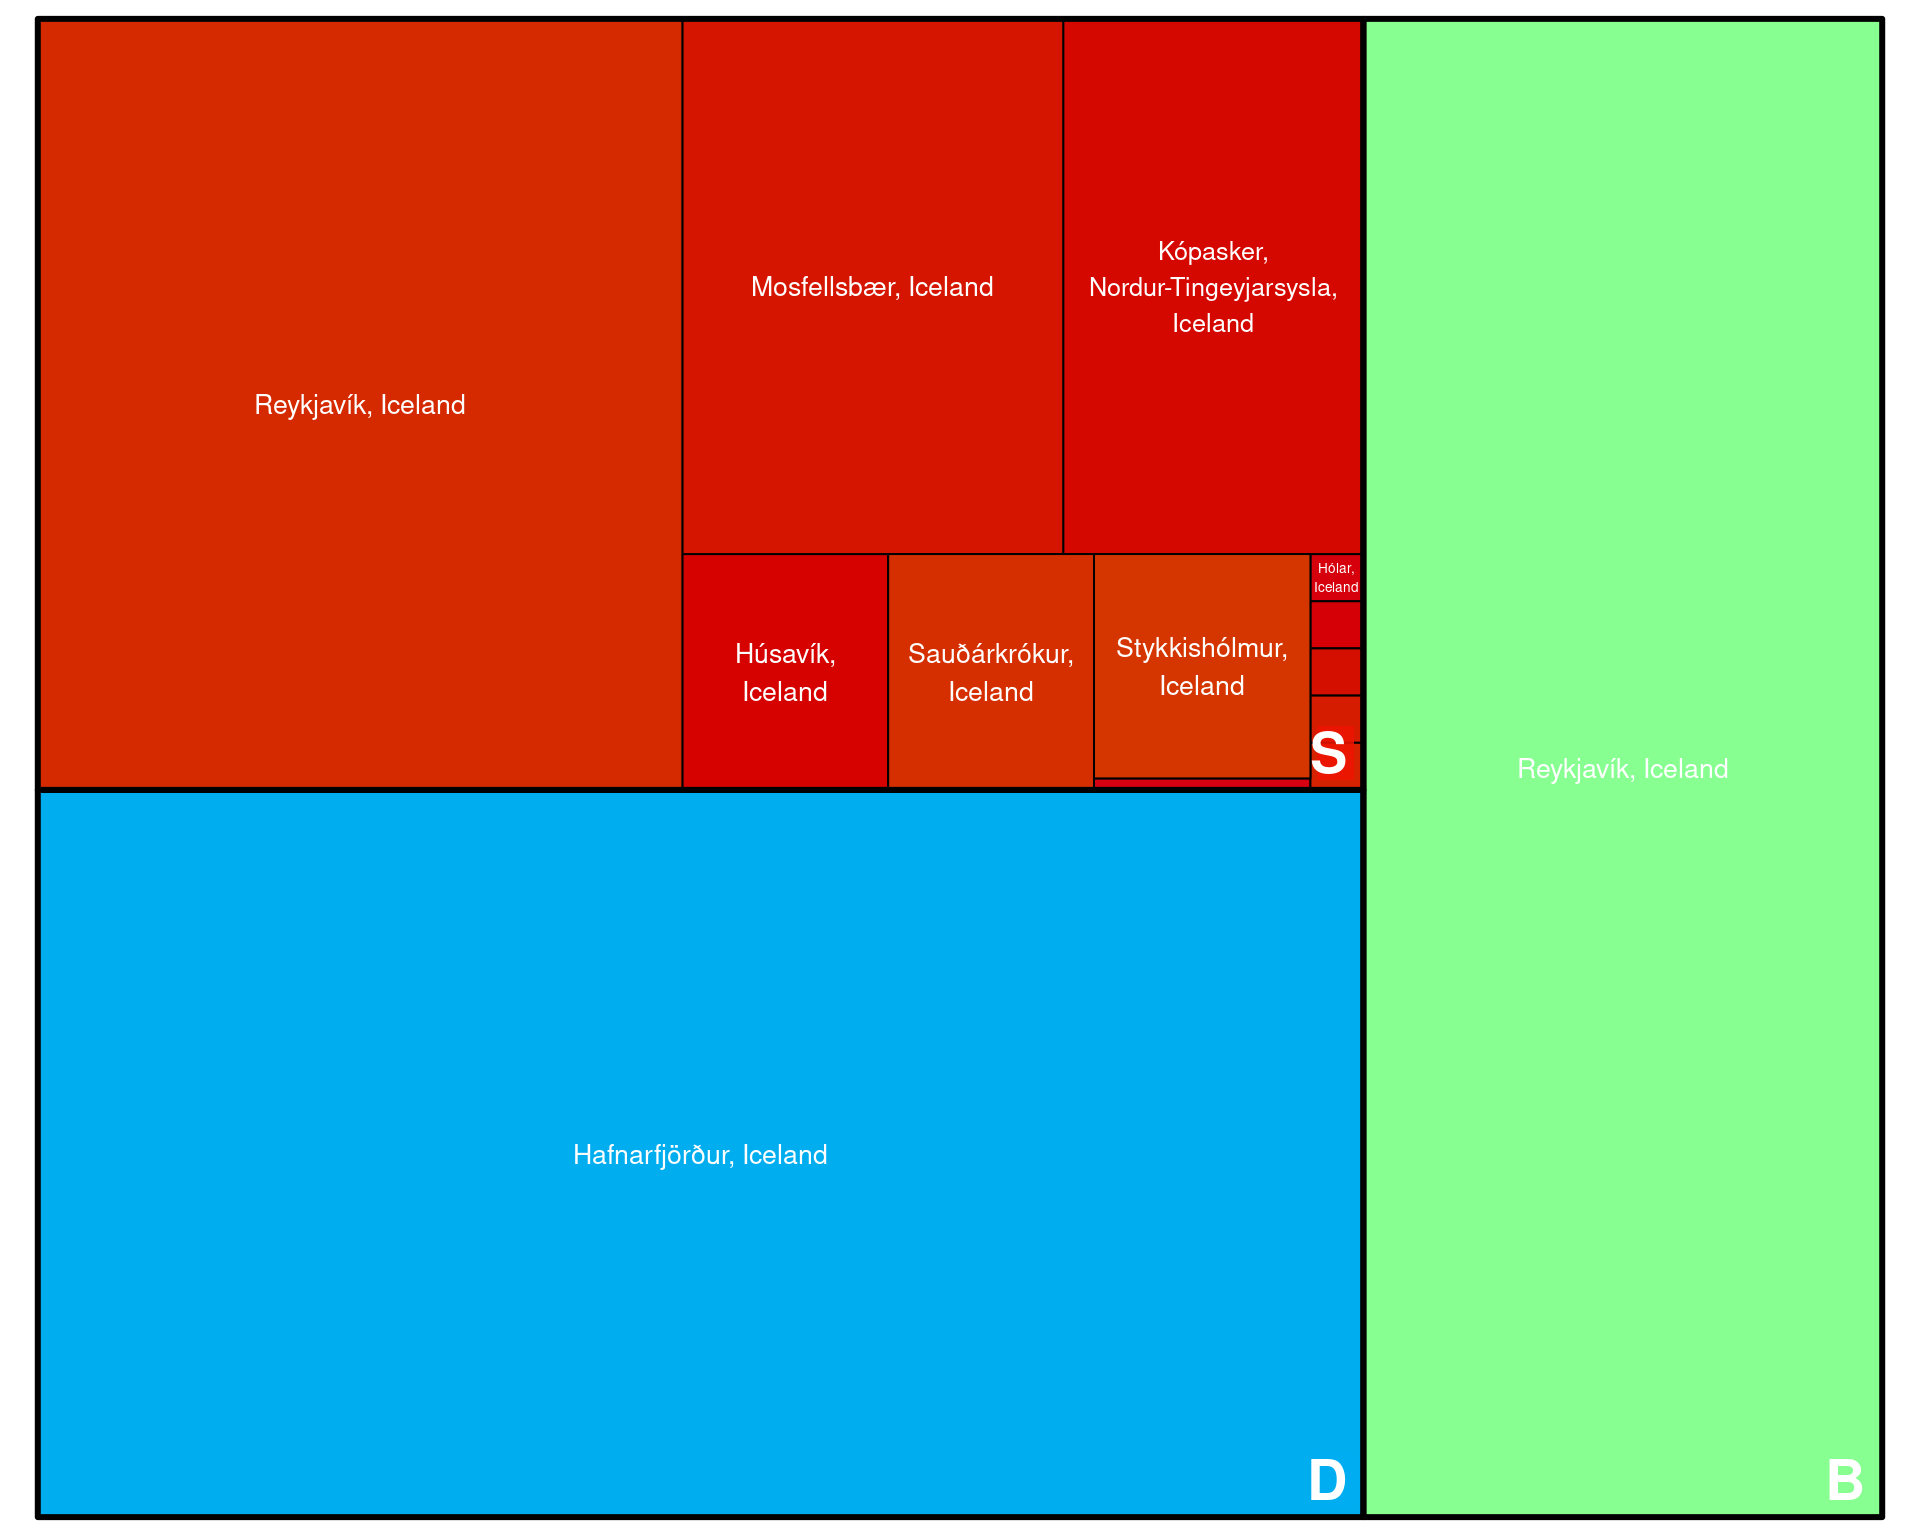 Reykjavík, Iceland
Mosfellsbær, Iceland
Kópasker,
Nordur-Tingeyjarsysla,
Iceland
Húsavík,
Iceland
Sauðárkrókur,
Iceland
Stykkishólmur,
Iceland
Hólar,
Iceland
S
Reykjavík, Iceland
B
Hafnarfjörður, Iceland
D